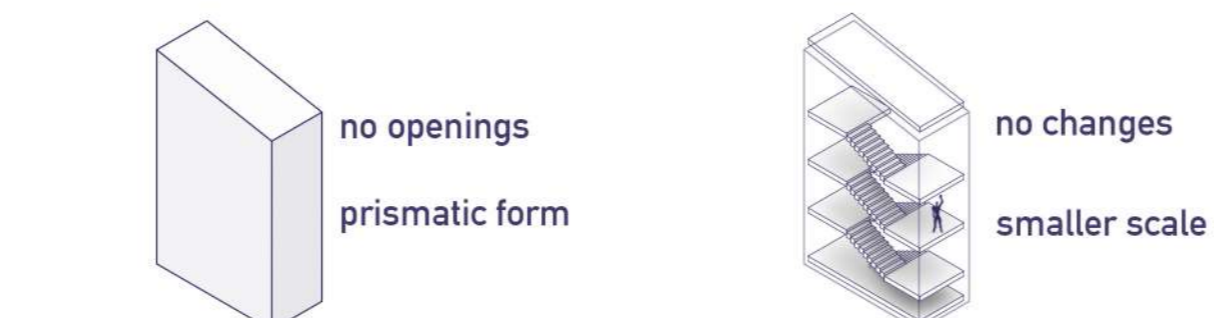 no openings
prismatic form
no changes
smaller scale